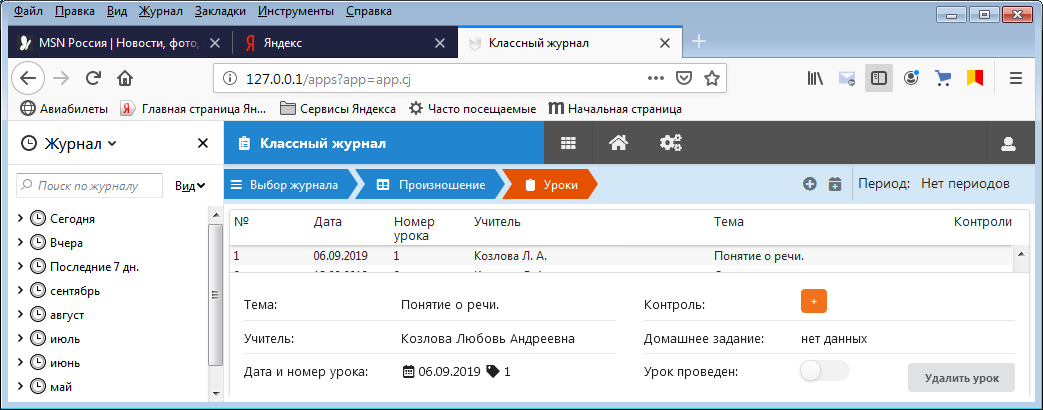 Файл Правка Вид Журнал Закладки Инструменты Справка
MSN Россия | Новости, фото, Яндекс Классный журнал
127.0.0.1/apps?app=app.cj
Авиабилеты Главная страница Ян... Сервисы Яндекса Часто посещаемые Начальная страница
Журнал
Поиск по журналу Вид
Сегодня
Вчера
Последние 7 дн.
сентябрь
август
июль
июнь
май
Классный журнал
Выбор журнала Произношение Уроки Период: Нет периодов
№ Дата Номер урока Учитель Тема Контроли
1 06.09.2019 1 Козлова Л. А. Понятие о речи.
Тема: Понятие о речи. Контроль: +
Учитель: Козлова Любовь Андреевна Домашнее задание: нет данных
Дата и номер урока: 06.09.2019 1 Урок проведен: Удалить урок